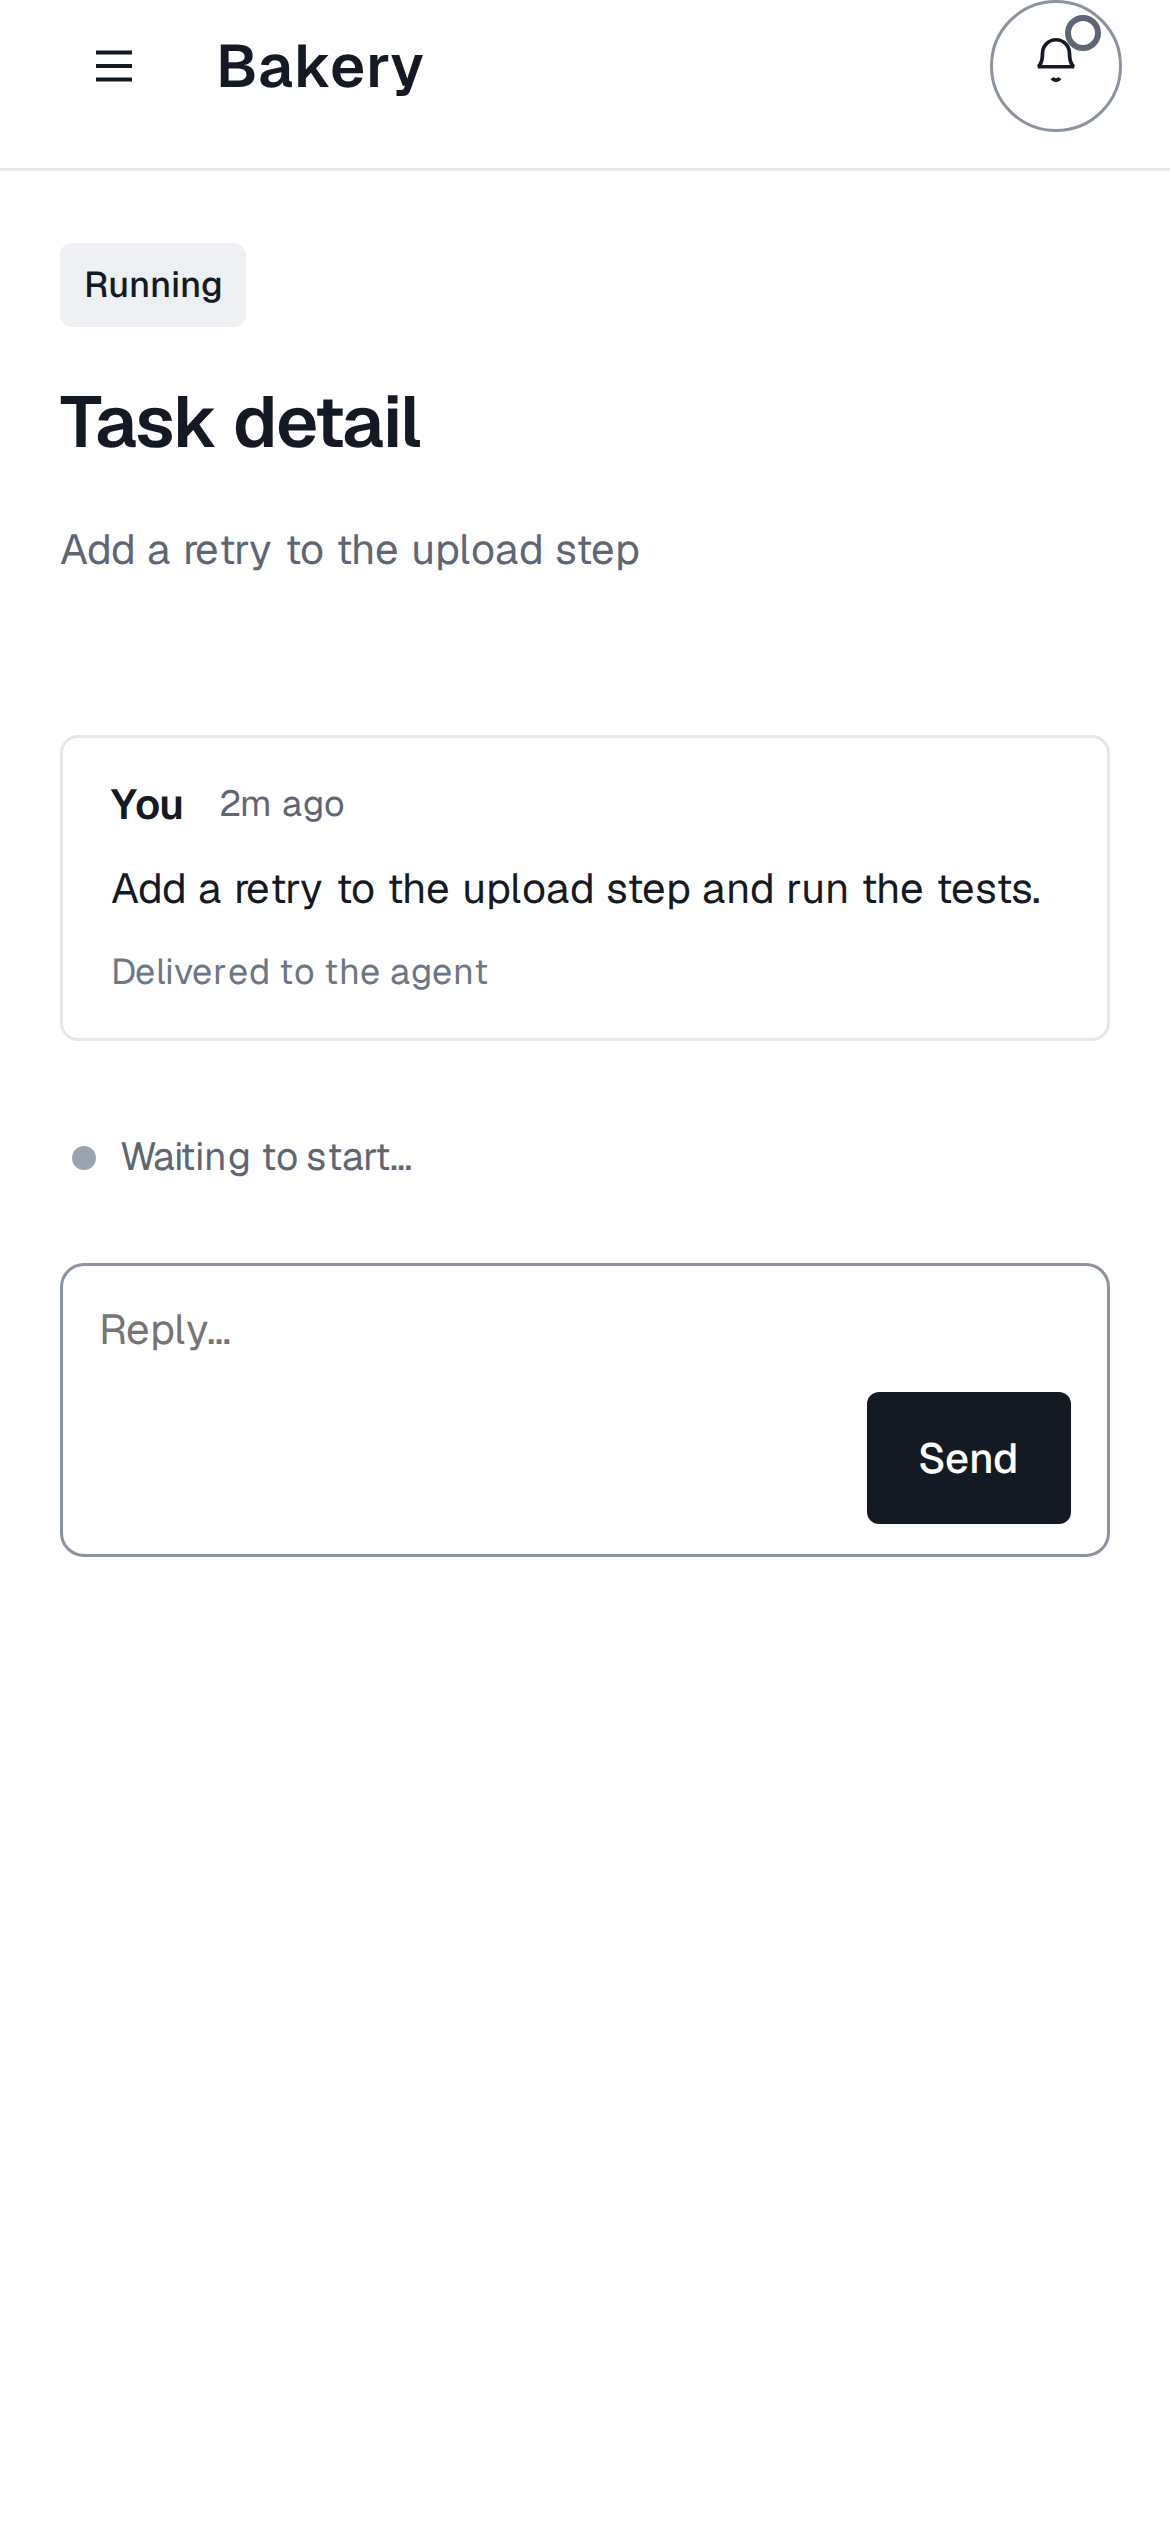 Bakery
Running
Task detail
Add a retry to the upload step
You 2m ago
Add a retry to the upload step and run the tests.
Delivered to the agent
Waiting to start…
Reply…
Send